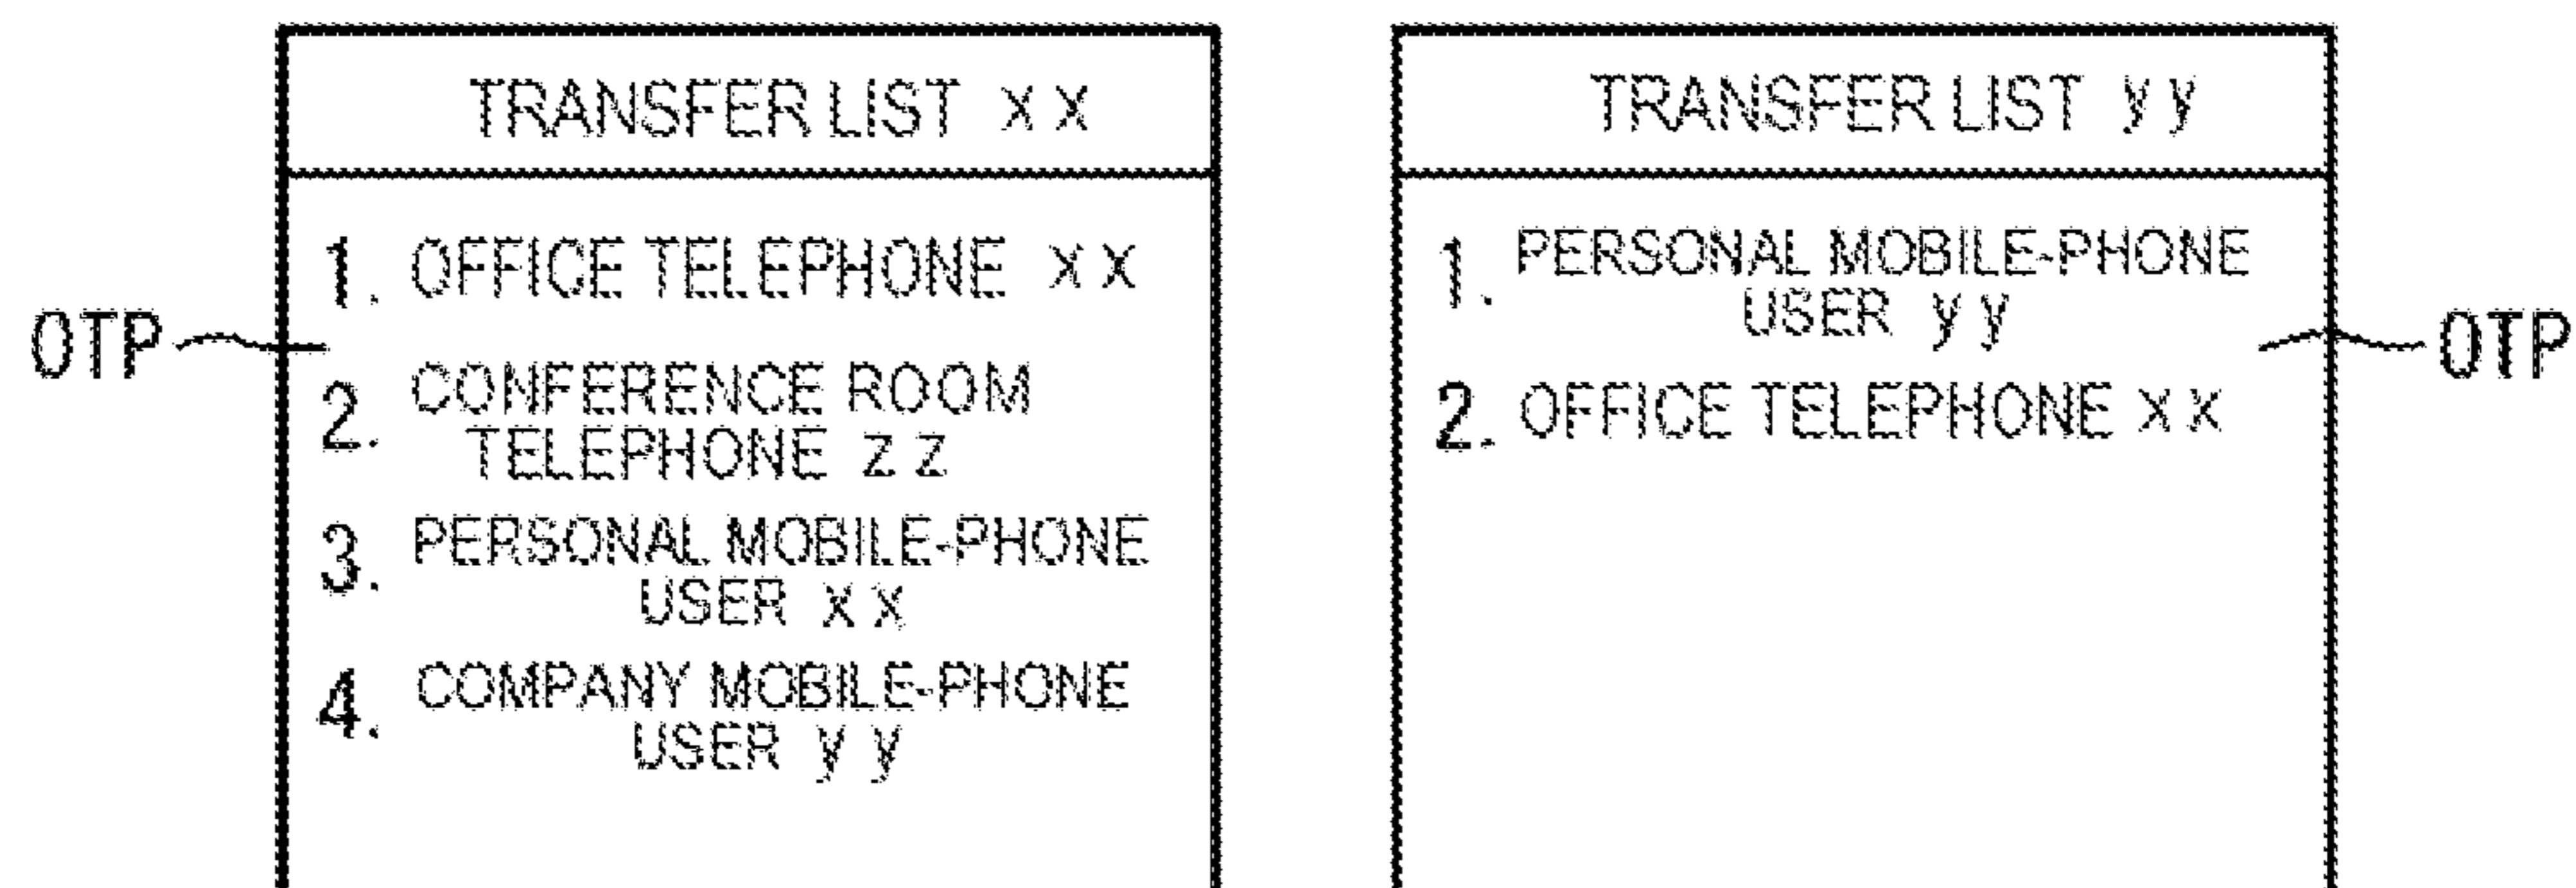 TRANSFER LIST x x
1. OFFICE TELEPHONE x x
OTP
2. CONFERENCE ROOM
TELEPHONE z z
3. PERSONAL MOBILE-PHONE
USER x x
4. COMPANY MOBILE-PHONE
USER y y
TRANSFER LIST y y
1. PERSONAL MOBILE-PHONE
USER y y
OTP
2. OFFICE TELEPHONE x x